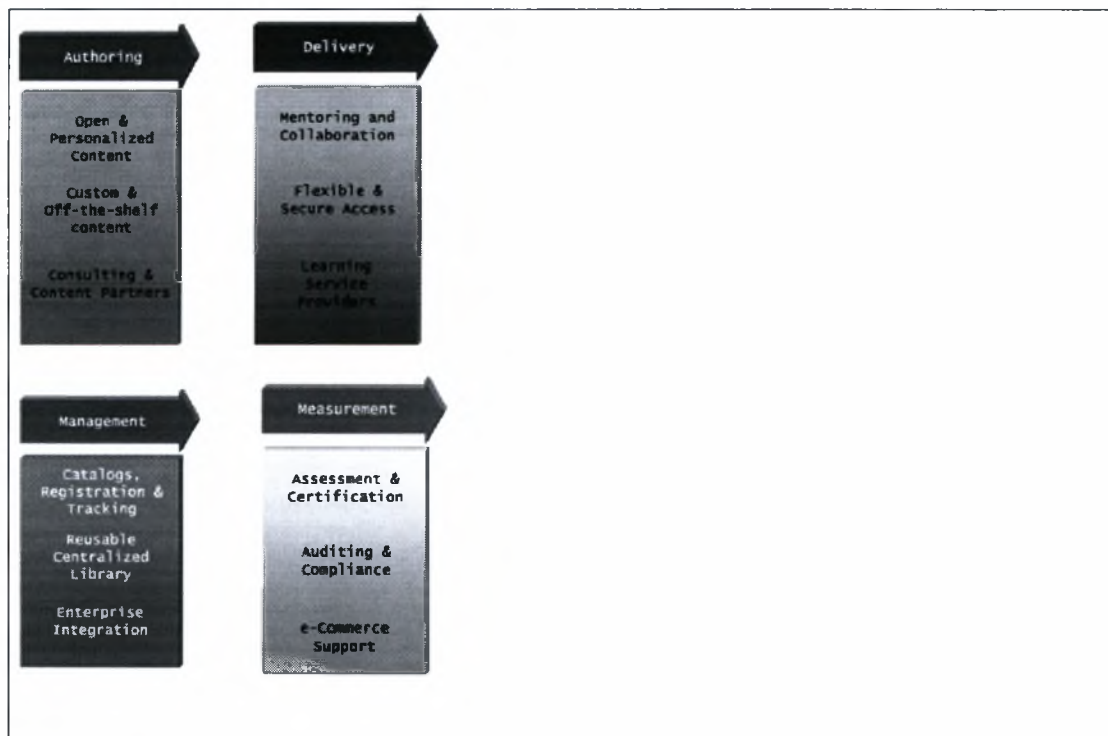 Authoring
Open &
Personalized
Content
Custom &
Off-the-shelf
content
Consulting &
Content Partners
Delivery
Mentoring and
Collaboration
Flexible &
Secure Access
Learning
Service
Providers
Management
Catalogs,
Registration &
Tracking
Reusable
Centralized
Library
Enterprise
Integration
Measurement
Assessment &
Certification
Auditing &
Compliance
e-Commerce
Support